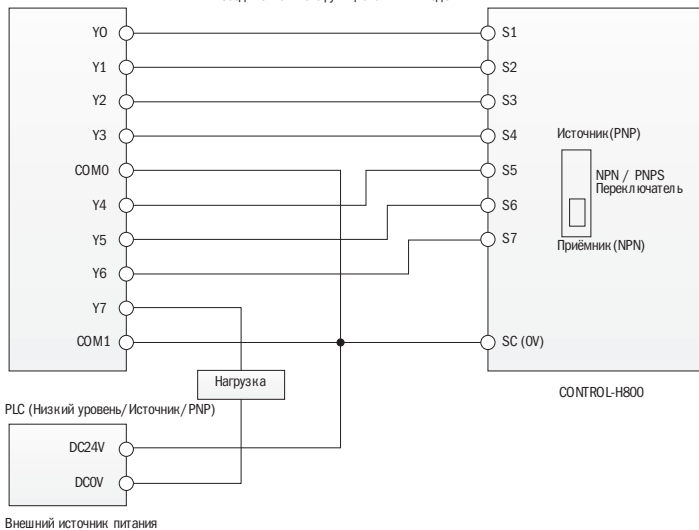 Y0
S1
Y1
S2
Y2
S3
Y3
S4
Источник (PNP)
COM0
S5
NPN / PNPS
Переключатель
Y4
S6
Y5
S7
Приёмник (NPN)
Y6
Y7
COM1
SC (0V)
Нагрузка
CONTROL-H800
PLC (Низкий уровень/Источник/PNP)
DC24V
DC0V
Внешний источник питания